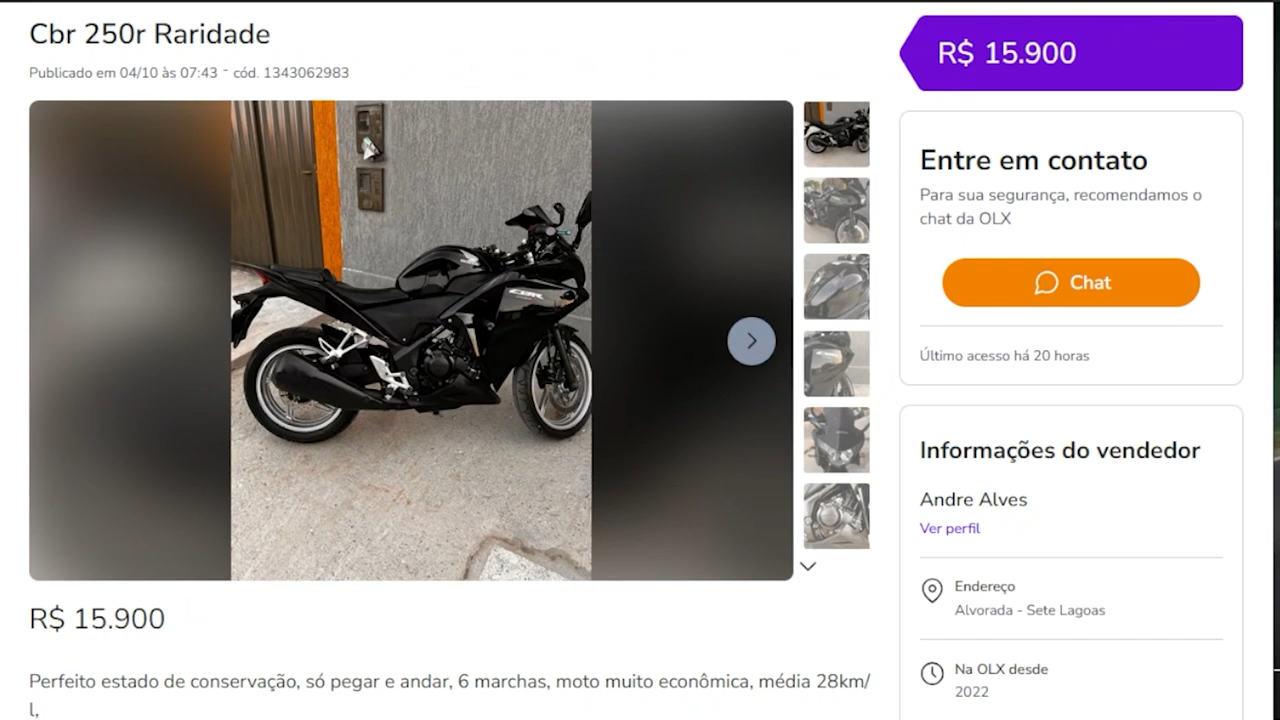 Cbr 250r Raridade
Publicado em 04/10 às 07:43 - cód. 1343062983
CBR
R$ 15.900
Perfeito estado de conservação, só pegar e andar, 6 marchas, moto muito econômica, média 28km/
l,
R$ 15.900
Entre em contato
Para sua segurança, recomendamos o
chat da OLX
Chat
Último acesso há 20 horas
Informações do vendedor
Andre Alves
Ver perfil
Endereço
Alvorada - Sete Lagoas
Na OLX desde
2022